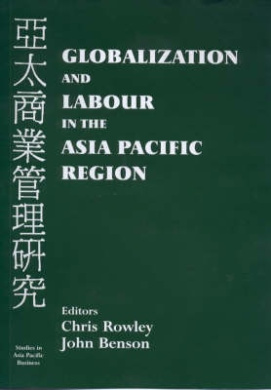 亞太商業管理研究
GLOBALIZATION
AND
LABOUR
IN THE
ASIA PACIFIC
REGION
Editors
Chris Rowley
John Benson
Studies in
Asia Pacific
Business